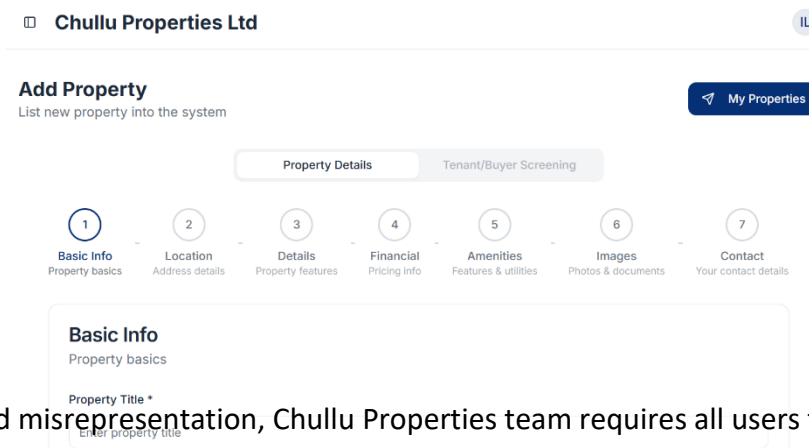 Chullu Properties Ltd
IL
Add Property
List new property into the system
My Properties
Property Details
Tenant/Buyer Screening
1 2 3 4 5 6 7
Basic Info Location Details Financial Amenities Images Contact
Property basics Address details Property features Pricing info Features & utilities Photos & documents Your contact details
Basic Info
Property basics
Property Title *
d misrepresentation, Chullu Properties team requires all users
Enter property title